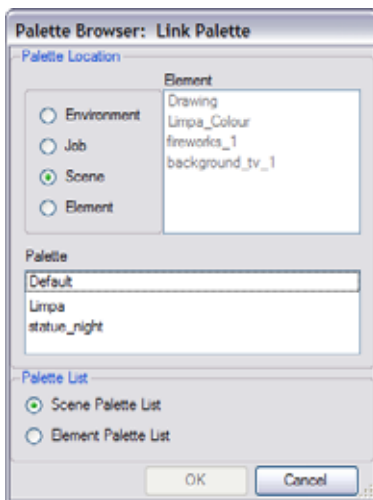 Palette Browser: Link Palette
Palette Location
Element
Environment
Job
Scene
Element
Drawing
Limpa_Colour
fireworks_1
background_tv_1
Palette
Default
Limpa
statue_night
Palette List
Scene Palette List
Element Palette List
OK
Cancel